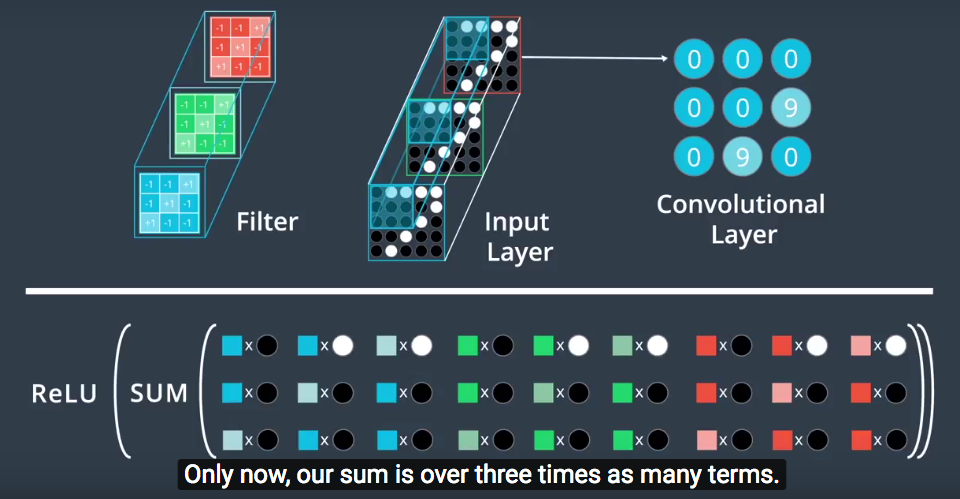 -1 -1 +1
-1 +1 -1
+1 -1 -1
-1 -1 +1
-1 +1 -1
+1 -1 -1
-1 -1 +1
-1 +1 -1
+1 -1 -1
Filter
Input
Layer
0 0 0
0 0 9
0 9 0
Convolutional
Layer
ReLU ( SUM (
x x x x x x x x x
x x x x x x x x x
x x x x x x x x x
))
Only now, our sum is over three times as many terms.